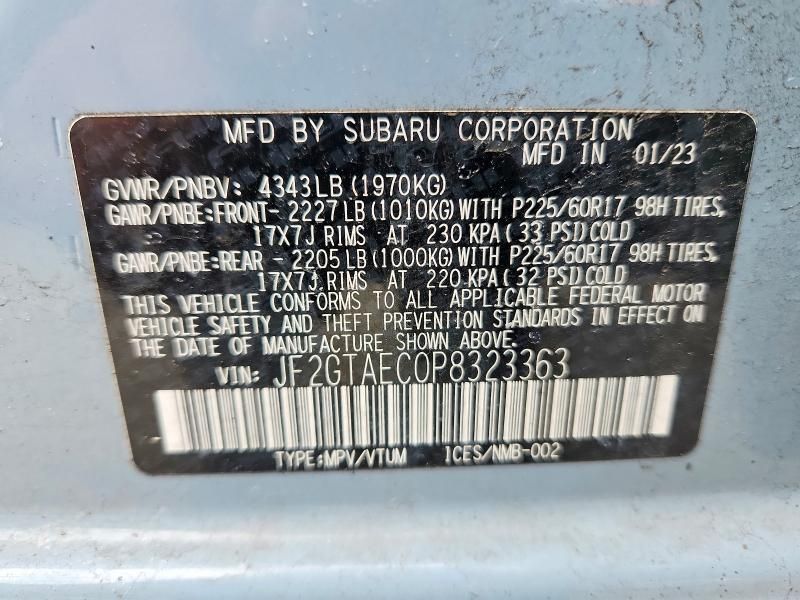 MFD BY SUBARU CORPORATION
MFD IN 01/23
GVWR/PNBV: 4343LB (1970KG)
GAWR/PNBE:FRONT- 2227LB (1010KG) WITH P225/60R17 98H TIRES,
17X7J RIMS AT 230 KPA (33 PSI) COLD
GAWR/PNBE:REAR - 2205LB (1000KG) WITH P225/60R17 98H TIRES,
17X7J RIMS AT 220 KPA (32 PSI) COLD
THIS VEHICLE CONFORMS TO ALL APPLICABLE FEDERAL MOTOR
VEHICLE SAFETY AND THEFT PREVENTION STANDARDS IN EFFECT ON
THE DATE OF MANUFACTURE SHOWN ABOVE.
VIN: JF2GTAEC0P8323363
TYPE:MPV/VTUM ICES/NMB-002